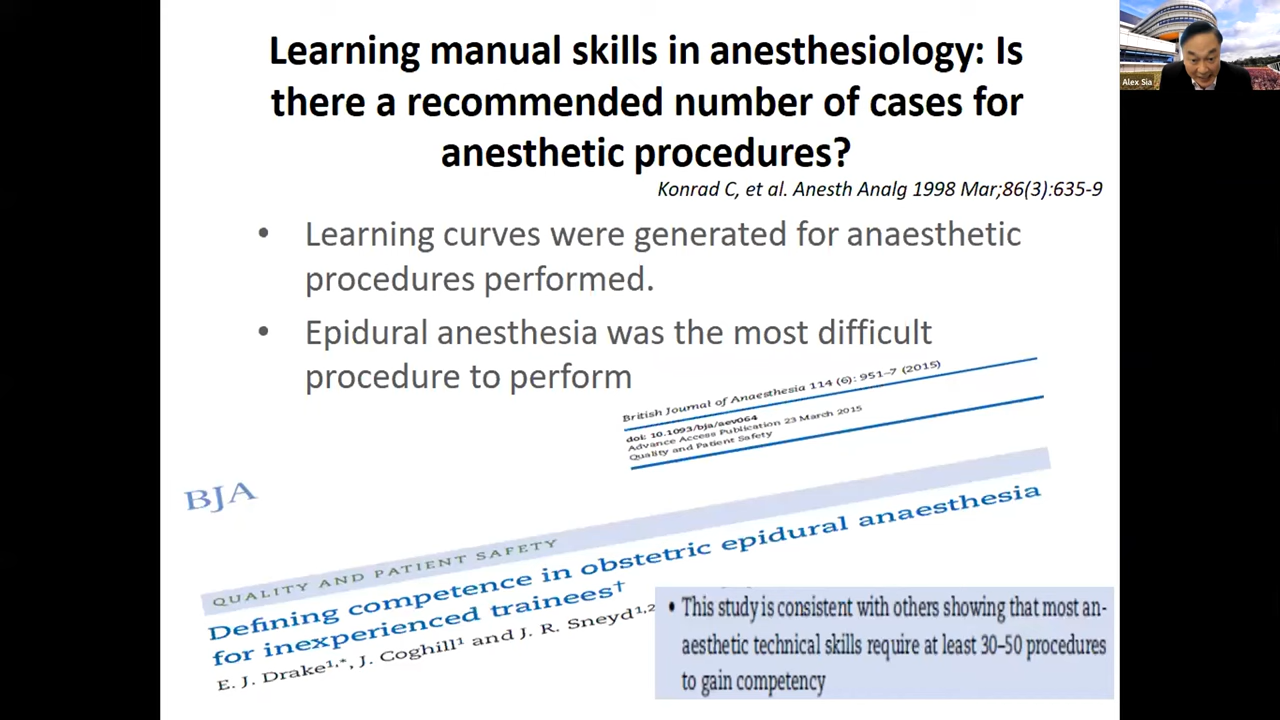 Learning manual skills in anesthesiology: Is
there a recommended number of cases for
anesthetic procedures?
Konrad C, et al. Anesth Analg 1998 Mar;86(3):635-9
• Learning curves were generated for anaesthetic
procedures performed.
• Epidural anesthesia was the most difficult
procedure to perform
British Journal of Anaesthesia 114 (6): 951–7 (2015)
doi: 10.1093/bja/aev064
Advance Access Publication 23 March 2015
Quality and Patient Safety
BJA
QUALITY AND PATIENT SAFETY
Defining competence in obstetric epidural anaesthesia
for inexperienced trainees†
E. J. Drake1,*, J. Coghill1 and J. R. Sneyd1,2
• This study is consistent with others showing that most an-
aesthetic technical skills require at least 30–50 procedures
to gain competency
Alex Sia